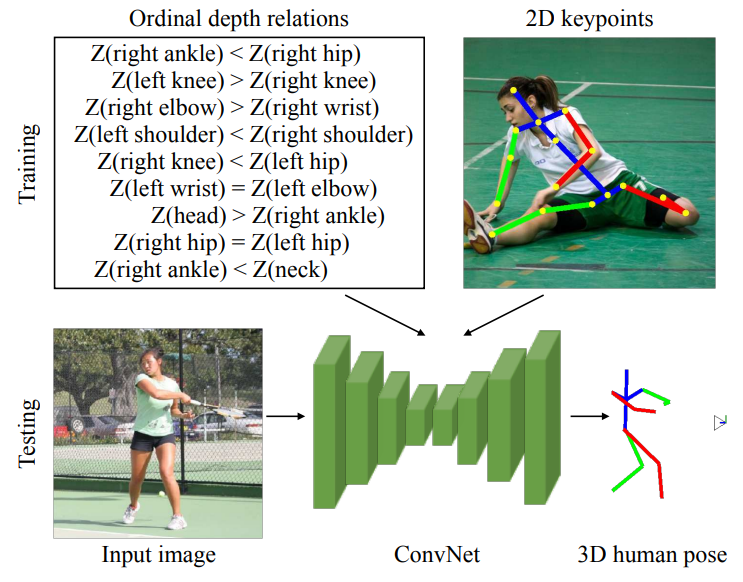 Ordinal depth relations
2D keypoints
Training
Z(right ankle) < Z(right hip)
Z(left knee) > Z(right knee)
Z(right elbow) > Z(right wrist)
Z(left shoulder) < Z(right shoulder)
Z(right knee) < Z(left hip)
Z(left wrist) = Z(left elbow)
Z(head) > Z(right ankle)
Z(right hip) = Z(left hip)
Z(right ankle) < Z(neck)
Testing
Input image
ConvNet
3D human pose